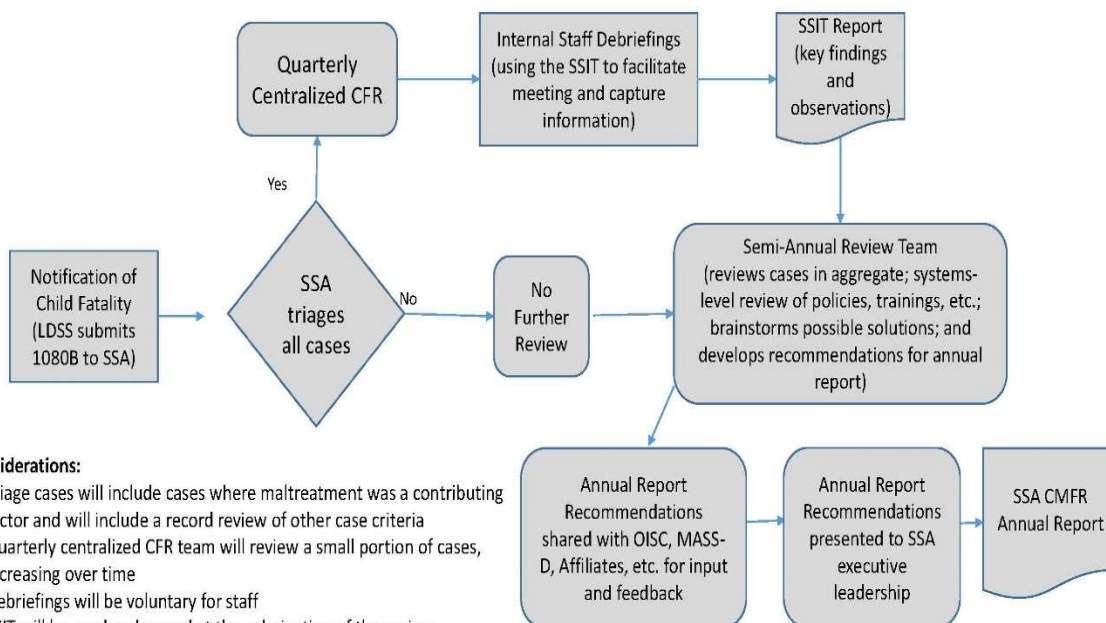 Quarterly
Centralized CFR
Internal Staff Debriefings
(using the SSIT to facilitate
meeting and capture
information)
SSIT Report
(key findings
and
observations)
Yes
Notification of
Child Fatality
(LDSS submits
1080B to SSA)
SSA
triages
all cases
No
No
Further
Review
Semi-Annual Review Team
(reviews cases in aggregate; systems-
level review of policies, trainings, etc.;
brainstorms possible solutions; and
develops recommendations for annual
report)
Annual Report
Recommendations
shared with OISC, MASS-
D, Affiliates, etc. for input
and feedback
Annual Report
Recommendations
presented to SSA
executive
leadership
SSA CMFR
Annual Report
iderations:
iage cases will include cases where maltreatment was a contributing
ctor and will include a record review of other case criteria
uarterly centralized CFR team will review a small portion of cases,
creasing over time
ebriefings will be voluntary for staff